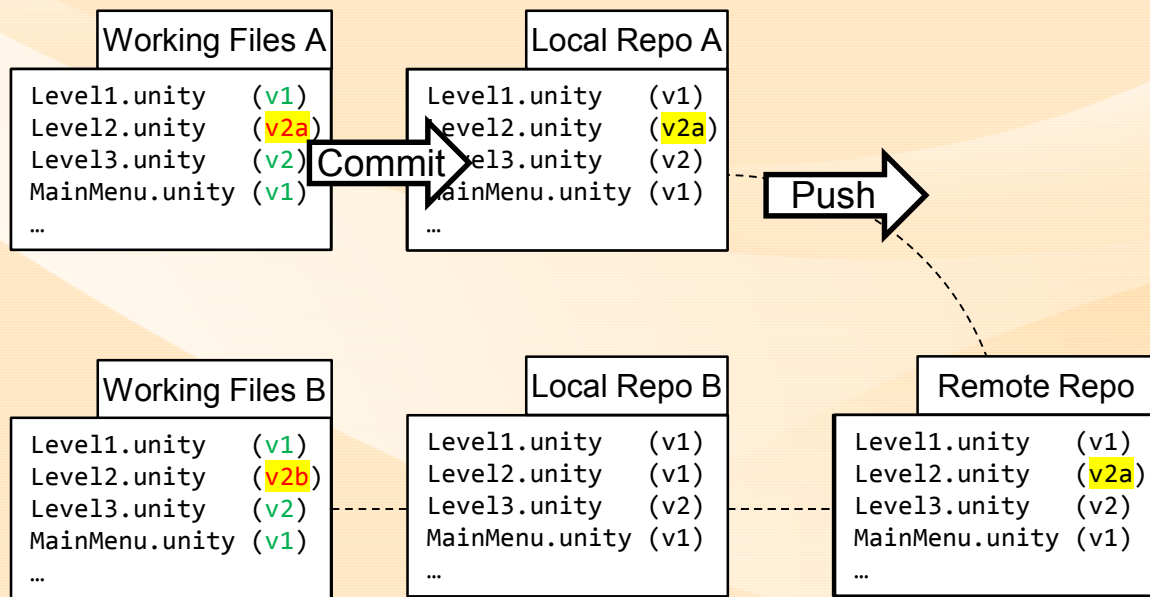 Working Files A
Level1.unity (v1)
Level2.unity (v2a)
Level3.unity (v2)
MainMenu.unity (v1)
…
Commit
Local Repo A
Level1.unity (v1)
Level2.unity (v2a)
Level3.unity (v2)
MainMenu.unity (v1)
…
Push
Working Files B
Level1.unity (v1)
Level2.unity (v2b)
Level3.unity (v2)
MainMenu.unity (v1)
…
Local Repo B
Level1.unity (v1)
Level2.unity (v1)
Level3.unity (v2)
MainMenu.unity (v1)
…
Remote Repo
Level1.unity (v1)
Level2.unity (v2a)
Level3.unity (v2)
MainMenu.unity (v1)
…